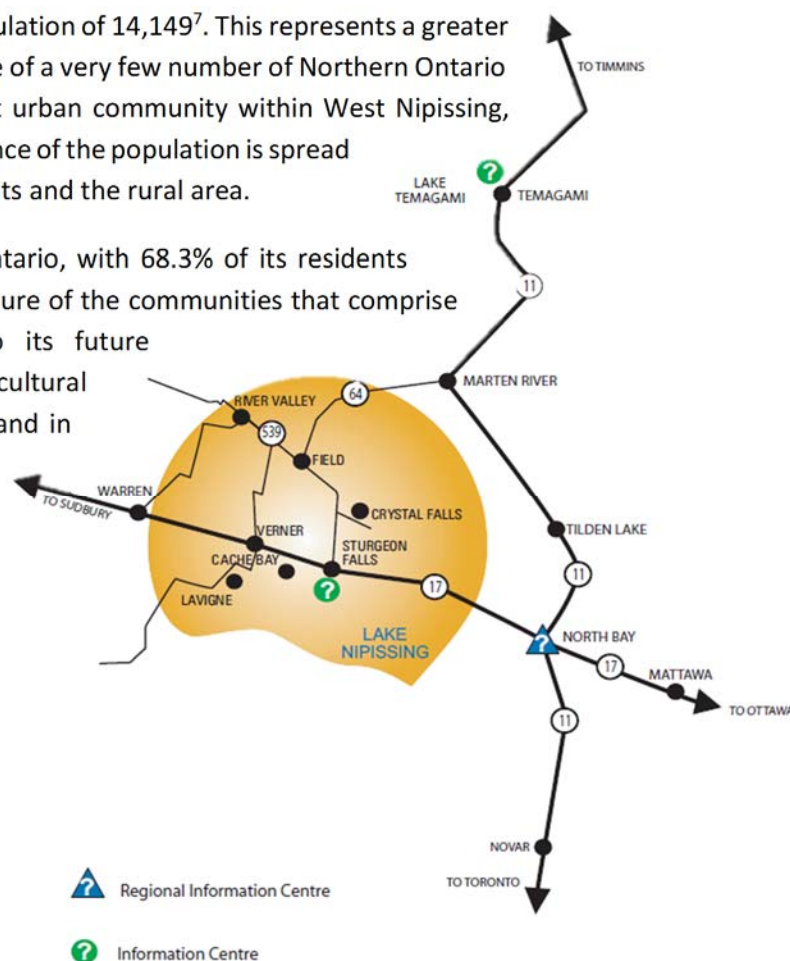 ulation of 14,149⁷. This represents a greater
e of a very few number of Northern Ontario
t urban community within West Nipissing,
nce of the population is spread
ts and the rural area.
ntario, with 68.3% of its residents
ure of the communities that comprise
o its future
cultural
and in
TO TIMMINS
?
LAKE
TEMAGAMI
TEMAGAMI
11
MARTEN RIVER
64
RIVER VALLEY
539
FIELD
WARREN
TO SUDBURY
CRYSTAL FALLS
TILDEN LAKE
VERNER
STURGEON
FALLS
CACHE BAY
11
LAVIGNE
?
17
LAKE
NIPISSING
?
NORTH BAY
17
MATTAWA
TO OTTAWA
11
NOVAR
TO TORONTO
? Regional Information Centre
? Information Centre